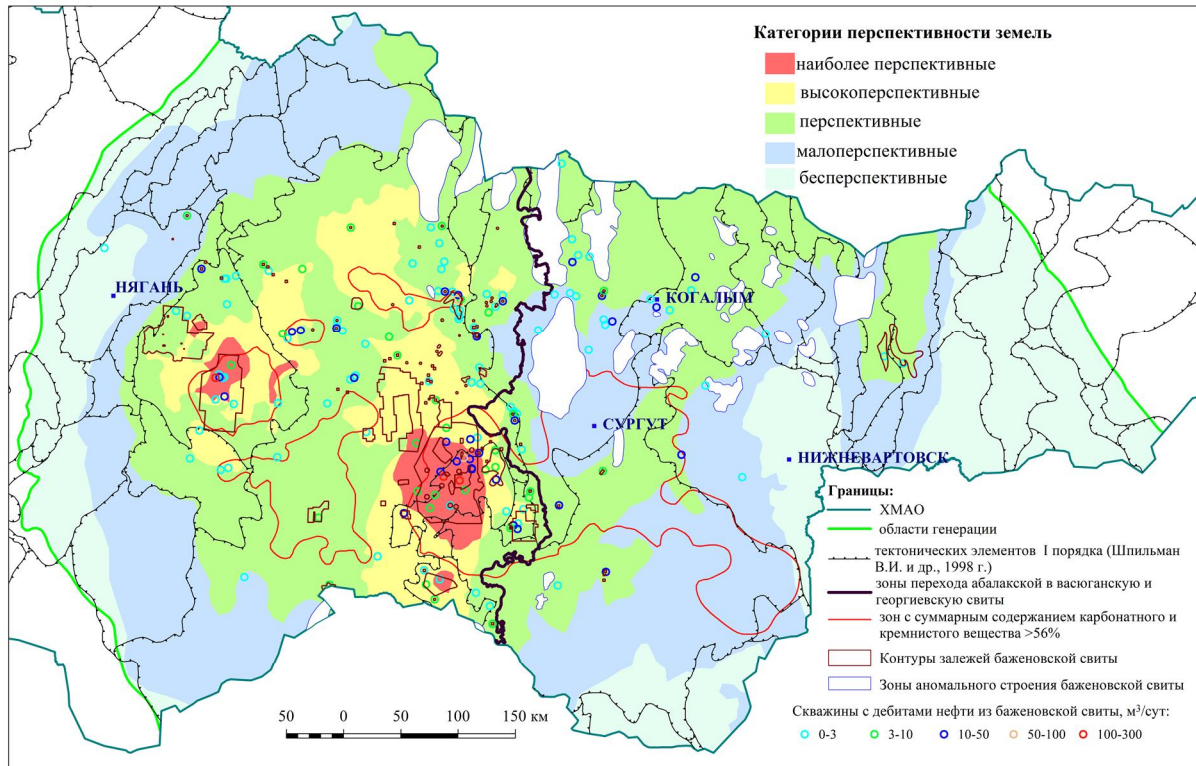 Категории перспективности земель
наиболее перспективные
высокоперспективные
перспективные
малоперспективные
бесперспективные
НЯГАНЬ
КОГАЛЫМ
СУРГУТ
НИЖНЕВАРТОВСК
Границы:
ХМАО
области генерации
тектонических элементов I порядка (Шпильман
В.И. и др., 1998 г.)
зоны перехода абалакской в васюганскую и
георгиевскую свиты
зон с суммарным содержанием карбонатного и
кремнистого вещества >56%
Контуры залежей баженовской свиты
Зоны аномального строения баженовской свиты
Скважины с дебитами нефти из баженовской свиты, м³/сут:
0-3 3-10 10-50 50-100 100-300
50 0 50 100 150 км